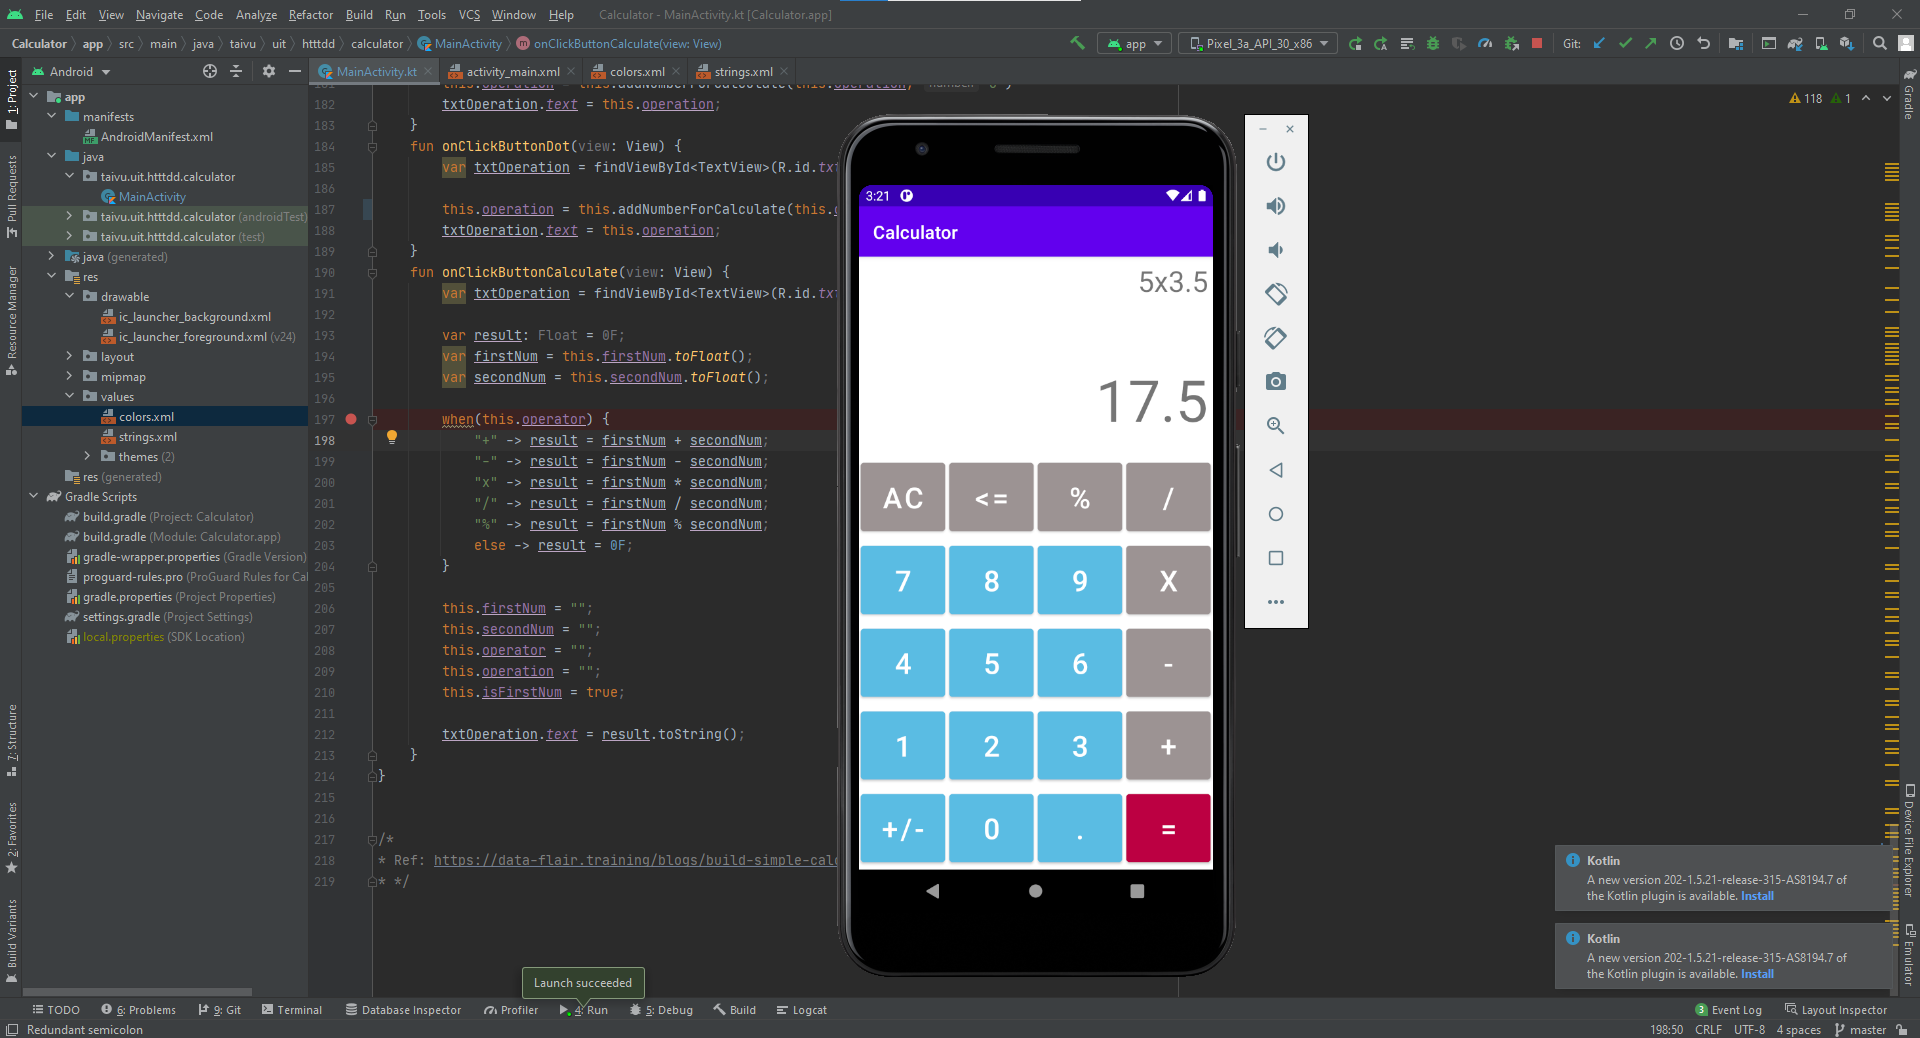 File Edit View Navigate Code Analyze Refactor Build Run Tools VCS Window Help Calculator - MainActivity.kt [Calculator.app]
Calculator app src main java taivu uit htttdd calculator MainActivity onClickButtonCalculate(view: View) app Pixel_3a_API_30_x86 Git:
Android MainActivity.kt activity_main.xml colors.xml strings.xml
1: Project
Pull Requests
Resource Manager
7: Structure
2: Favorites
Build Variants
app
manifests
AndroidManifest.xml
java
taivu.uit.htttdd.calculator
MainActivity
taivu.uit.htttdd.calculator (androidTest)
taivu.uit.htttdd.calculator (test)
java (generated)
res
drawable
ic_launcher_background.xml
ic_launcher_foreground.xml (v24)
layout
mipmap
values
colors.xml
strings.xml
themes (2)
res (generated)
Gradle Scripts
build.gradle (Project: Calculator)
build.gradle (Module: Calculator.app)
gradle-wrapper.properties (Gradle Version)
proguard-rules.pro (ProGuard Rules for Cal
gradle.properties (Project Properties)
settings.gradle (Project Settings)
local.properties (SDK Location)
182 txtOperation.text = this.operation;
183 }
184 fun onClickButtonDot(view: View) {
185 var txtOperation = findViewById<TextView>(R.id.txt
186
187 this.operation = this.addNumberForCalculate(this.o
188 txtOperation.text = this.operation;
189 }
190 fun onClickButtonCalculate(view: View) {
191 var txtOperation = findViewById<TextView>(R.id.txt
192
193 var result: Float = 0F;
194 var firstNum = this.firstNum.toFloat();
195 var secondNum = this.secondNum.toFloat();
196
197 when(this.operator) {
198 "+" -> result = firstNum + secondNum;
199 "-" -> result = firstNum - secondNum;
200 "x" -> result = firstNum * secondNum;
201 "/" -> result = firstNum / secondNum;
202 "%" -> result = firstNum % secondNum;
203 else -> result = 0F;
204 }
205
206 this.firstNum = "";
207 this.secondNum = "";
208 this.operator = "";
209 this.operation = "";
210 this.isFirstNum = true;
211
212 txtOperation.text = result.toString();
213 }
214 }
215
216
217 /*
218 * Ref: https://data-flair.training/blogs/build-simple-calc
219 * */
118 1
3:21
Calculator
5x3.5
17.5
AC <= % /
7 8 9 X
4 5 6 -
1 2 3 +
+/- 0 . =
Gradle
Device File Explorer
Emulator
Kotlin
A new version 202-1.5.21-release-315-AS8194.7 of
the Kotlin plugin is available. Install
Kotlin
A new version 202-1.5.21-release-315-AS8194.7 of
the Kotlin plugin is available. Install
Launch succeeded
TODO 6: Problems 9: Git Terminal Database Inspector Profiler 4: Run 5: Debug Build Logcat 3 Event Log Layout Inspector
Redundant semicolon 198:50 CRLF UTF-8 4 spaces master